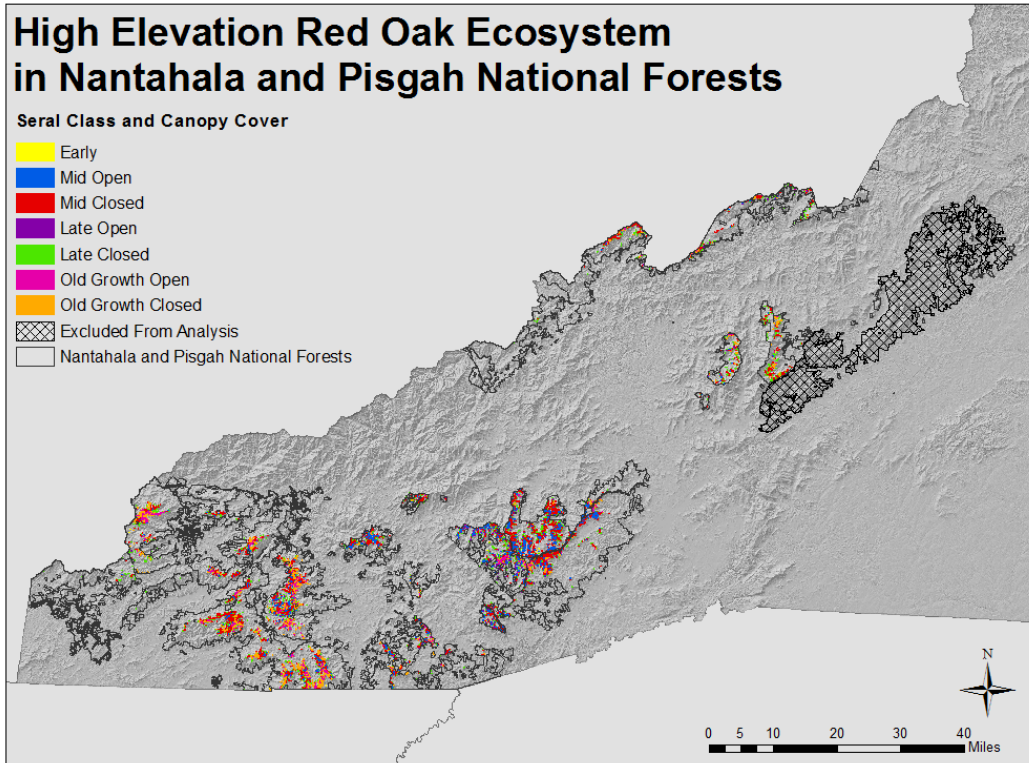 High Elevation Red Oak Ecosystem
in Nantahala and Pisgah National Forests
Seral Class and Canopy Cover
Early
Mid Open
Mid Closed
Late Open
Late Closed
Old Growth Open
Old Growth Closed
Excluded From Analysis
Nantahala and Pisgah National Forests
N
0 5 10 20 30 40
Miles